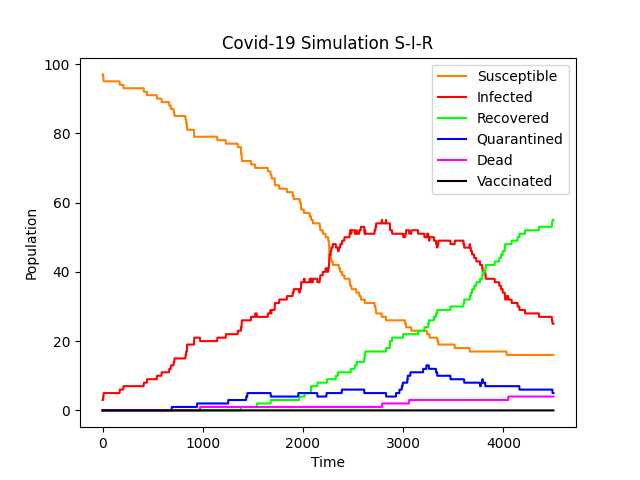 Covid-19 Simulation S-I-R
Population
100
80
60
40
20
0
Susceptible
Infected
Recovered
Quarantined
Dead
Vaccinated
0 1000 2000 3000 4000
Time